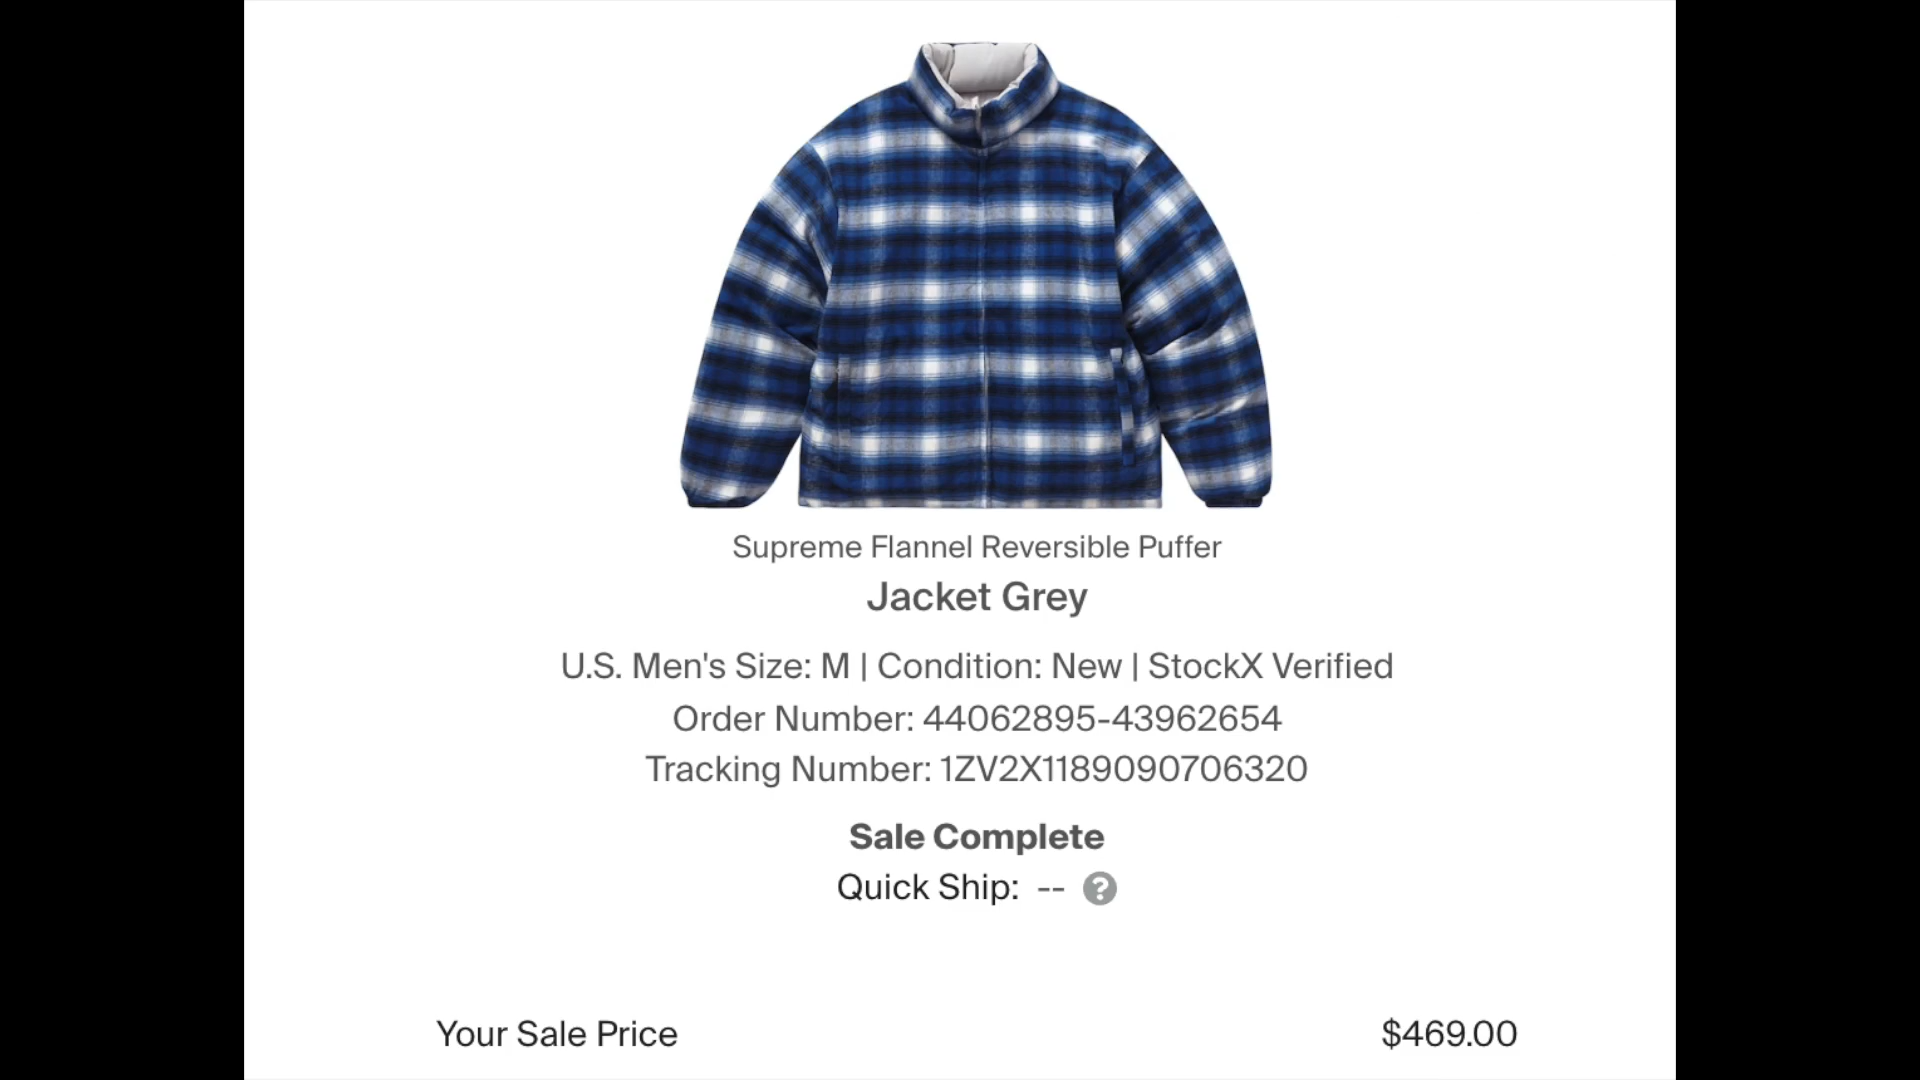 Supreme Flannel Reversible Puffer
Jacket Grey
U.S. Men's Size: M | Condition: New | StockX Verified
Order Number: 44062895-43962654
Tracking Number: 1ZV2X1189090706320
Sale Complete
Quick Ship: -- ?
Your Sale Price $469.00